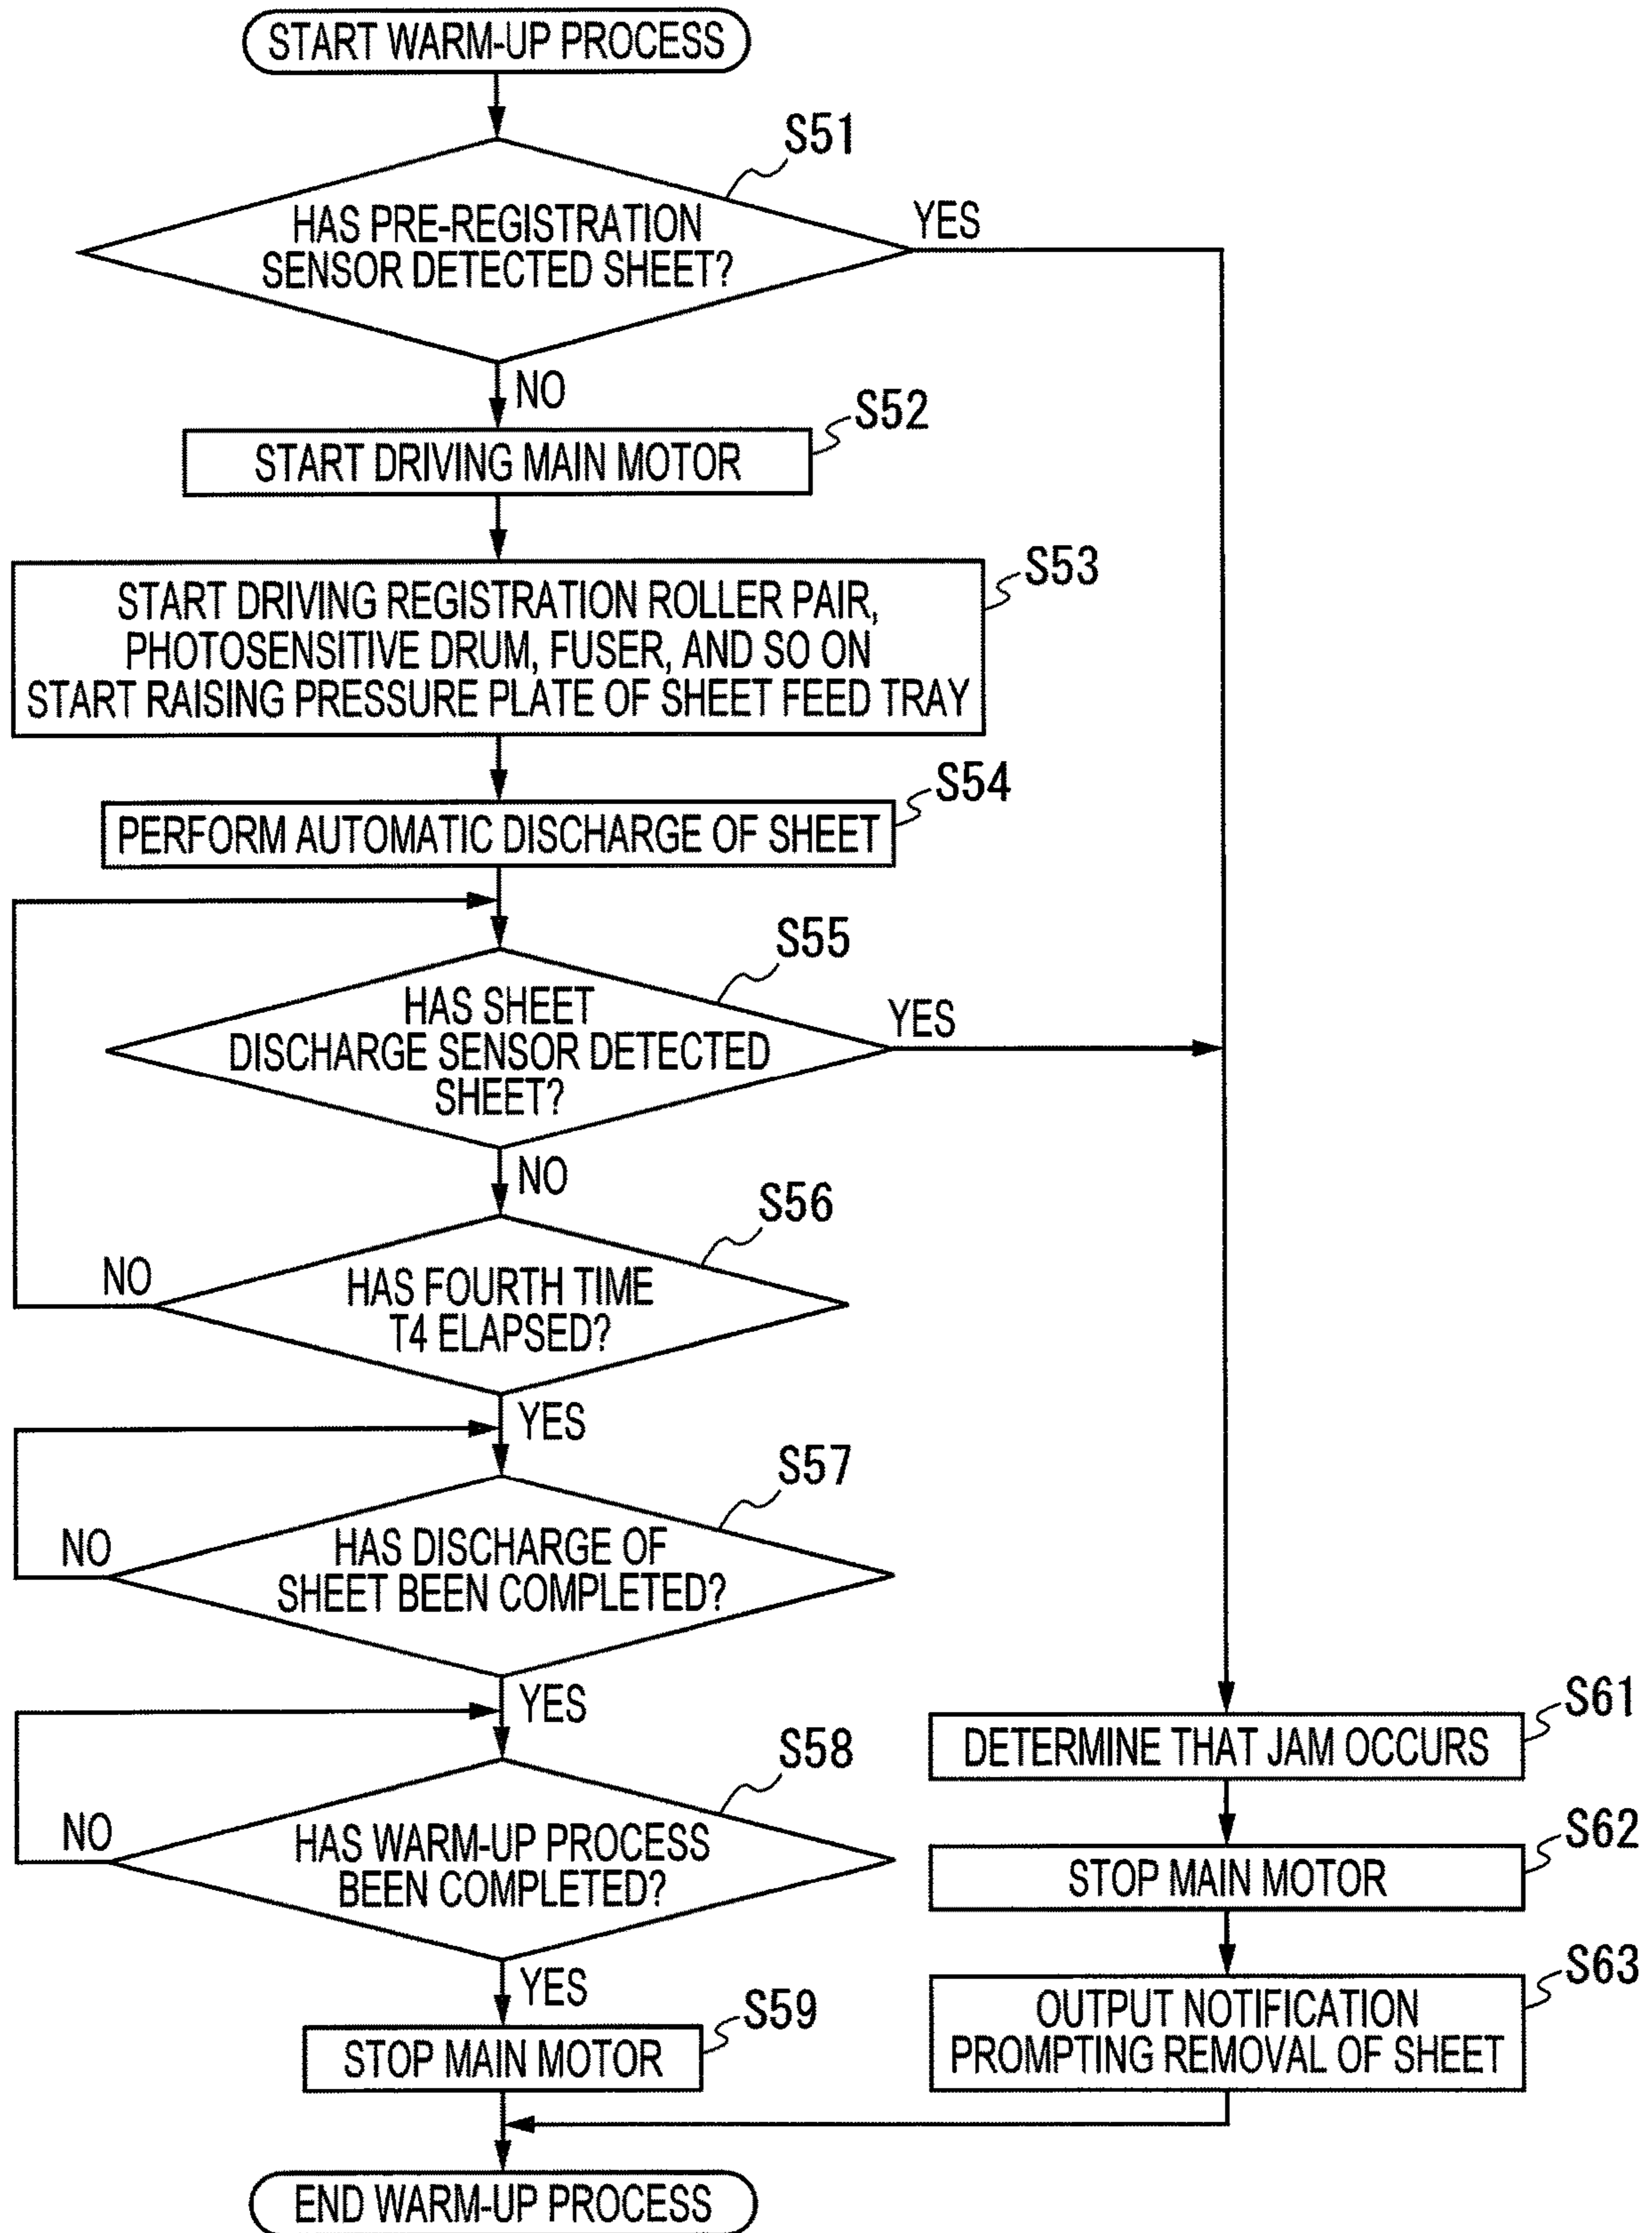 START WARM-UP PROCESS
S51
HAS PRE-REGISTRATION
SENSOR DETECTED SHEET?
YES
NO
S52
START DRIVING MAIN MOTOR
S53
START DRIVING REGISTRATION ROLLER PAIR,
PHOTOSENSITIVE DRUM, FUSER, AND SO ON
START RAISING PRESSURE PLATE OF SHEET FEED TRAY
S54
PERFORM AUTOMATIC DISCHARGE OF SHEET
S55
HAS SHEET
DISCHARGE SENSOR DETECTED
SHEET?
YES
NO
S56
HAS FOURTH TIME
T4 ELAPSED?
NO
YES
S57
HAS DISCHARGE OF
SHEET BEEN COMPLETED?
NO
YES
S58
HAS WARM-UP PROCESS
BEEN COMPLETED?
NO
YES
S59
STOP MAIN MOTOR
S61
DETERMINE THAT JAM OCCURS
S62
STOP MAIN MOTOR
S63
OUTPUT NOTIFICATION
PROMPTING REMOVAL OF SHEET
END WARM-UP PROCESS